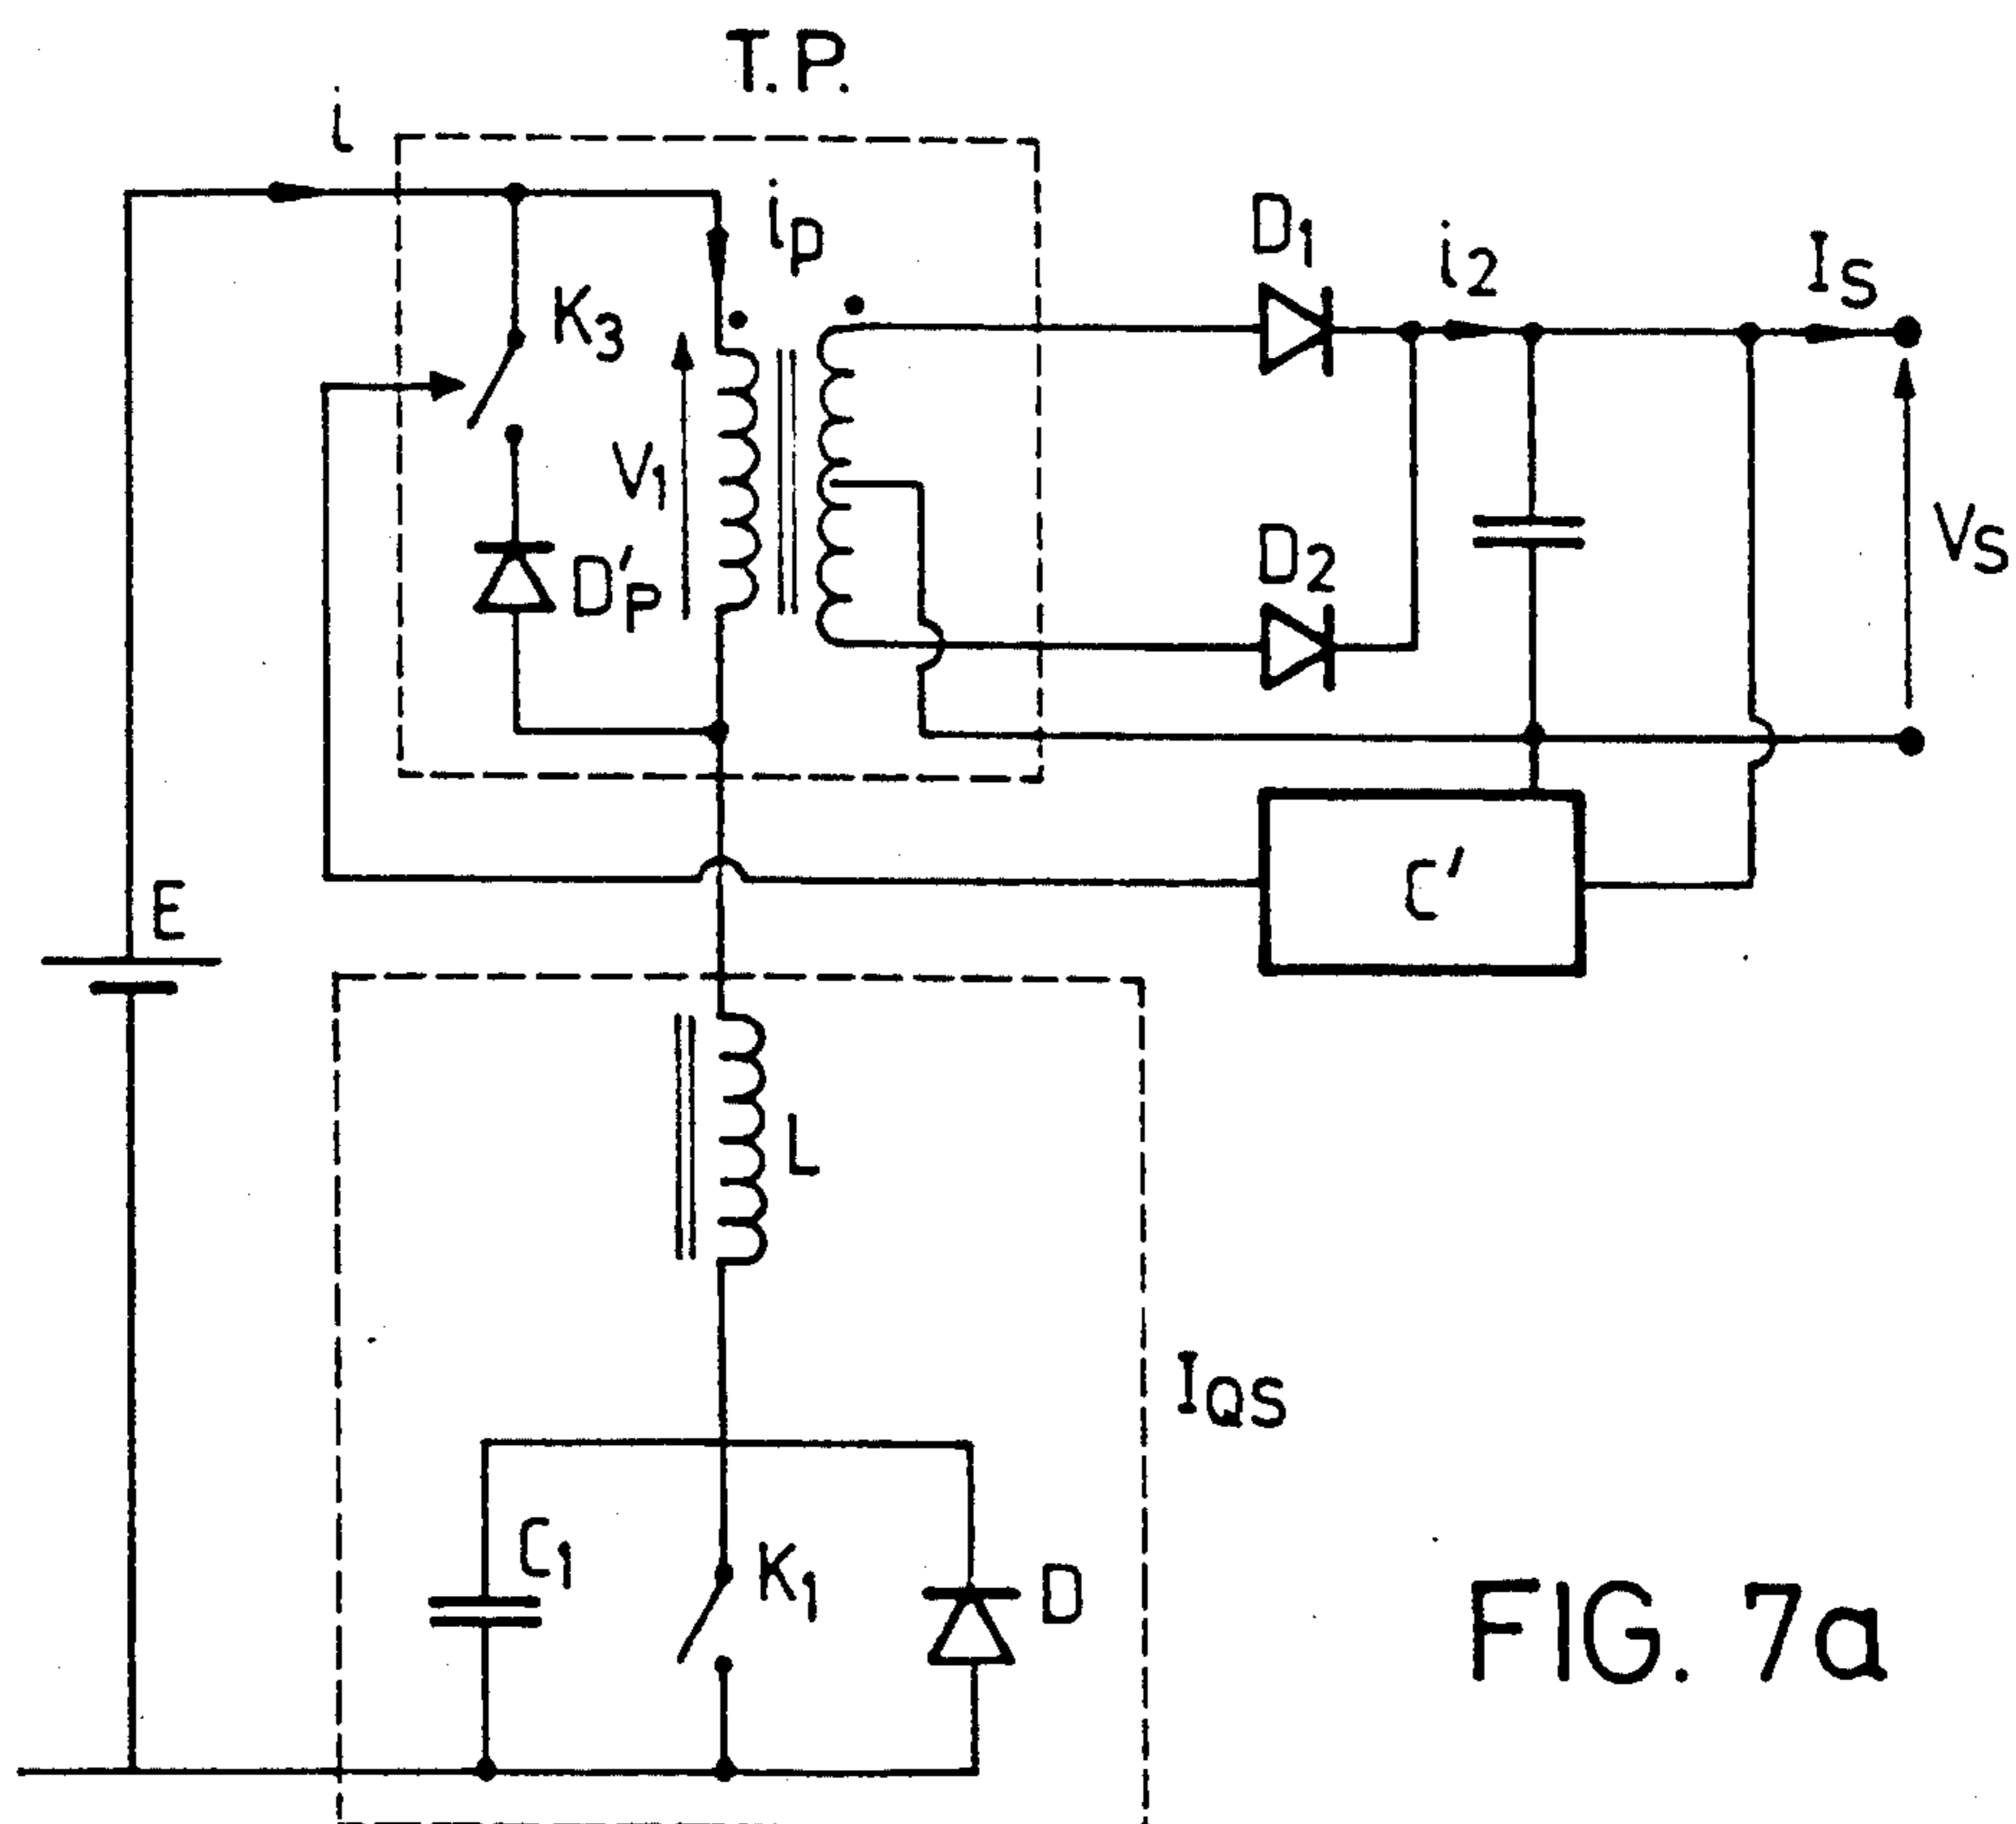 T.P.
i
iP
D1
i2
IS
K3
V1
D'P
D2
VS
E
C'
L
IQS
C1
K1
D
FIG. 7a